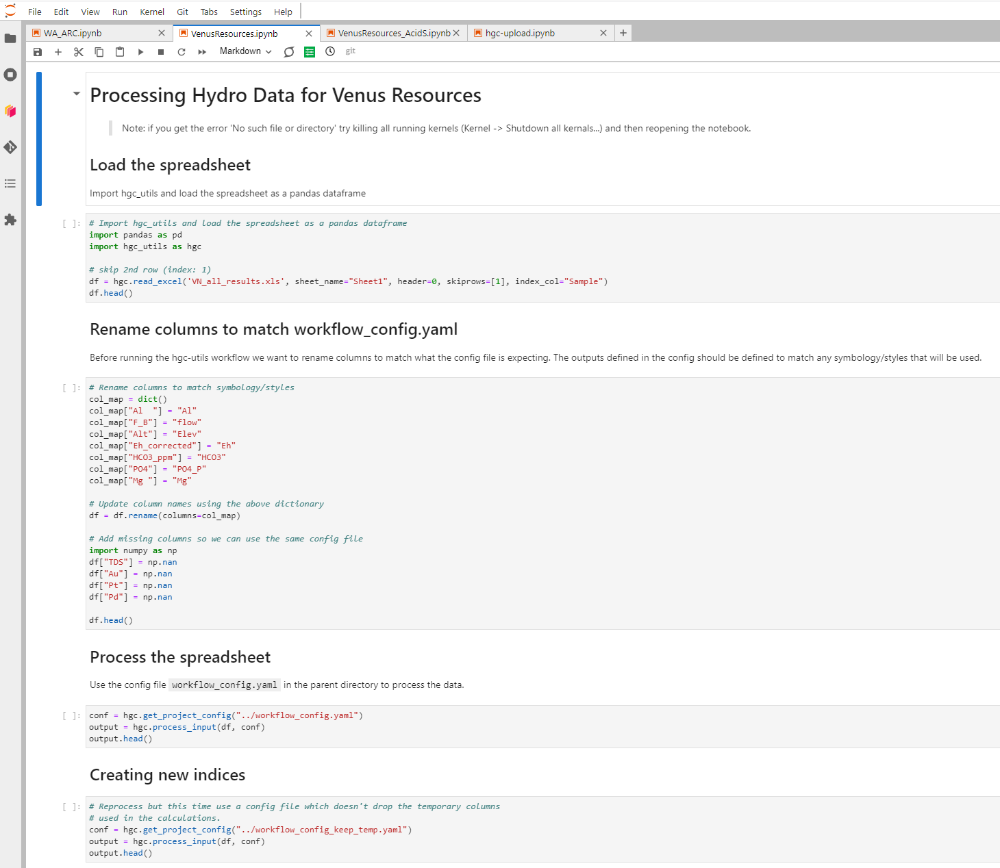 File Edit View Run Kernel Git Tabs Settings Help
WA_ARC.ipynb VenusResources.ipynb VenusResources_AcidS.ipynb hgc-upload.ipynb
Markdown git
Processing Hydro Data for Venus Resources
Note: if you get the error 'No such file or directory' try killing all running kernels (Kernel -> Shutdown all kernals...) and then reopening the notebook.
Load the spreadsheet
Import hgc_utils and load the spreadsheet as a pandas dataframe
[ ]: # Import hgc_utils and load the spreadsheet as a pandas dataframe
import pandas as pd
import hgc_utils as hgc
# skip 2nd row (index: 1)
df = hgc.read_excel('VN_all_results.xls', sheet_name="Sheet1", header=0, skiprows=[1], index_col="Sample")
df.head()
Rename columns to match workflow_config.yaml
Before running the hgc-utils workflow we want to rename columns to match what the config file is expecting. The outputs defined in the config should be defined to match any symbology/styles that will be used.
[ ]: # Rename columns to match symbology/styles
col_map = dict()
col_map["Al  "] = "Al"
col_map["F_B"] = "flow"
col_map["Alt"] = "Elev"
col_map["Eh_corrected"] = "Eh"
col_map["HCO3_ppm"] = "HCO3"
col_map["PO4"] = "PO4_P"
col_map["Mg "] = "Mg"
# Update column names using the above dictionary
df = df.rename(columns=col_map)
# Add missing columns so we can use the same config file
import numpy as np
df["TDS"] = np.nan
df["Au"] = np.nan
df["Pt"] = np.nan
df["Pd"] = np.nan
df.head()
Process the spreadsheet
Use the config file workflow_config.yaml in the parent directory to process the data.
[ ]: conf = hgc.get_project_config("../workflow_config.yaml")
output = hgc.process_input(df, conf)
output.head()
Creating new indices
[ ]: # Reprocess but this time use a config file which doesn't drop the temporary columns
# used in the calculations.
conf = hgc.get_project_config("../workflow_config_keep_temp.yaml")
output = hgc.process_input(df, conf)
output.head()